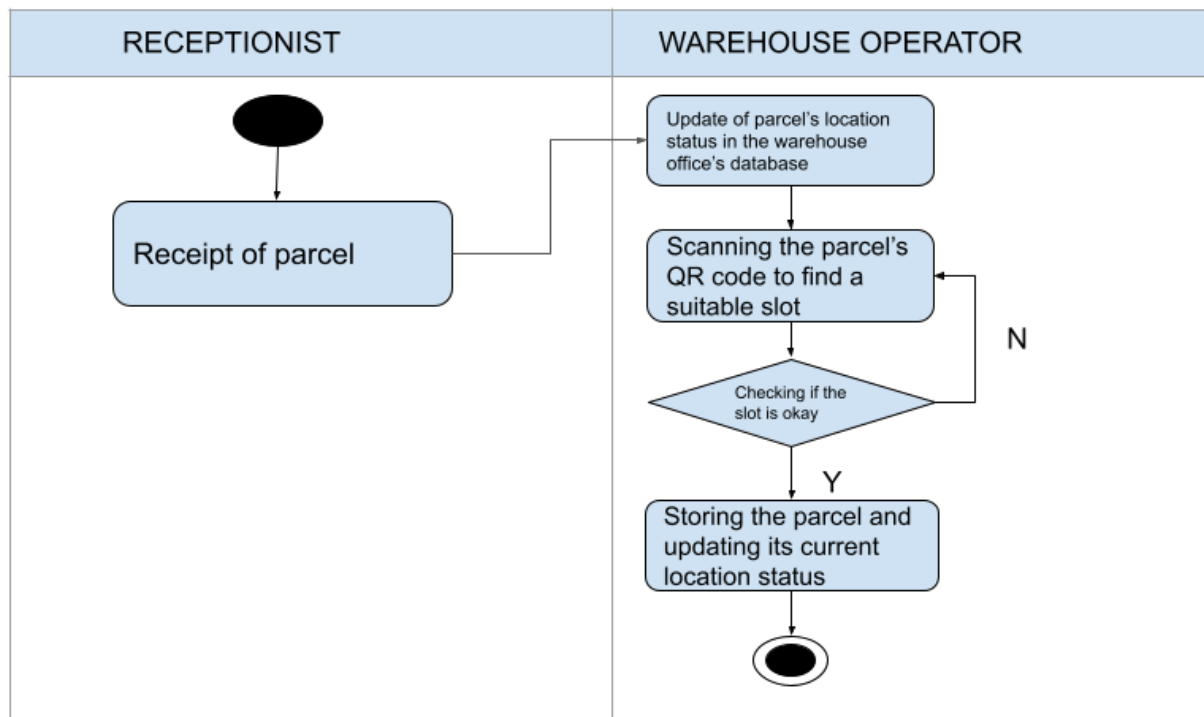 RECEPTIONIST
WAREHOUSE OPERATOR
Receipt of parcel
Update of parcel’s location
status in the warehouse
office’s database
Scanning the parcel’s
QR code to find a
suitable slot
N
Checking if the
slot is okay
Y
Storing the parcel and
updating its current
location status